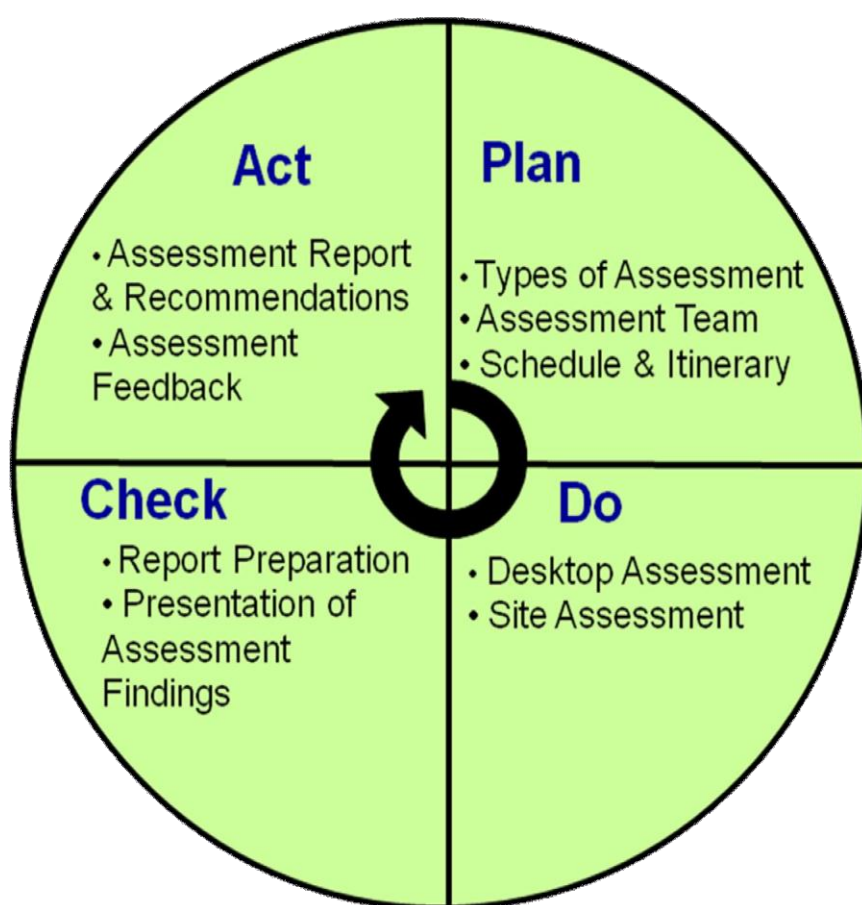 Act
• Assessment Report
& Recommendations
• Assessment
Feedback
Plan
• Types of Assessment
• Assessment Team
• Schedule & Itinerary
Check
• Report Preparation
• Presentation of
Assessment
Findings
Do
• Desktop Assessment
• Site Assessment